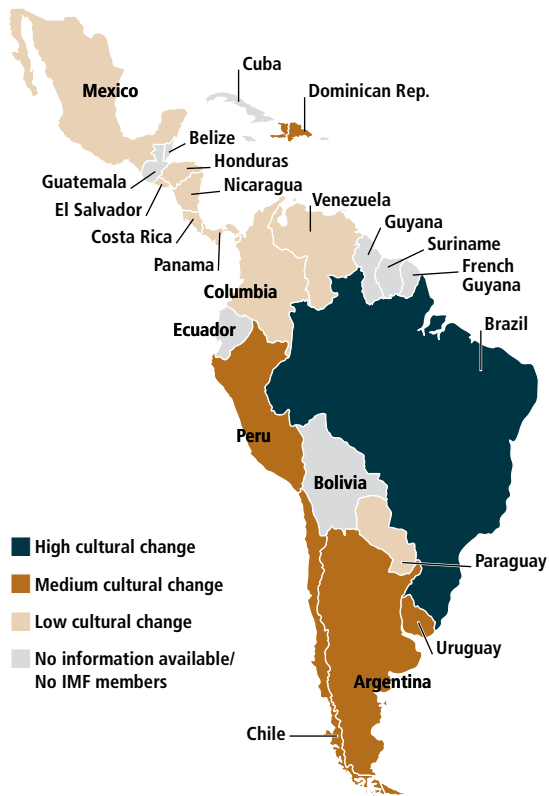 Cuba
Dominican Rep.
Mexico
Belize
Honduras
Guatemala
Nicaragua
El Salvador
Venezuela
Costa Rica
Guyana
Suriname
Panama
French
Guyana
Columbia
Ecuador
Brazil
Peru
Bolivia
High cultural change
Paraguay
Medium cultural change
Low cultural change
Uruguay
No information available/
No IMF members
Argentina
Chile